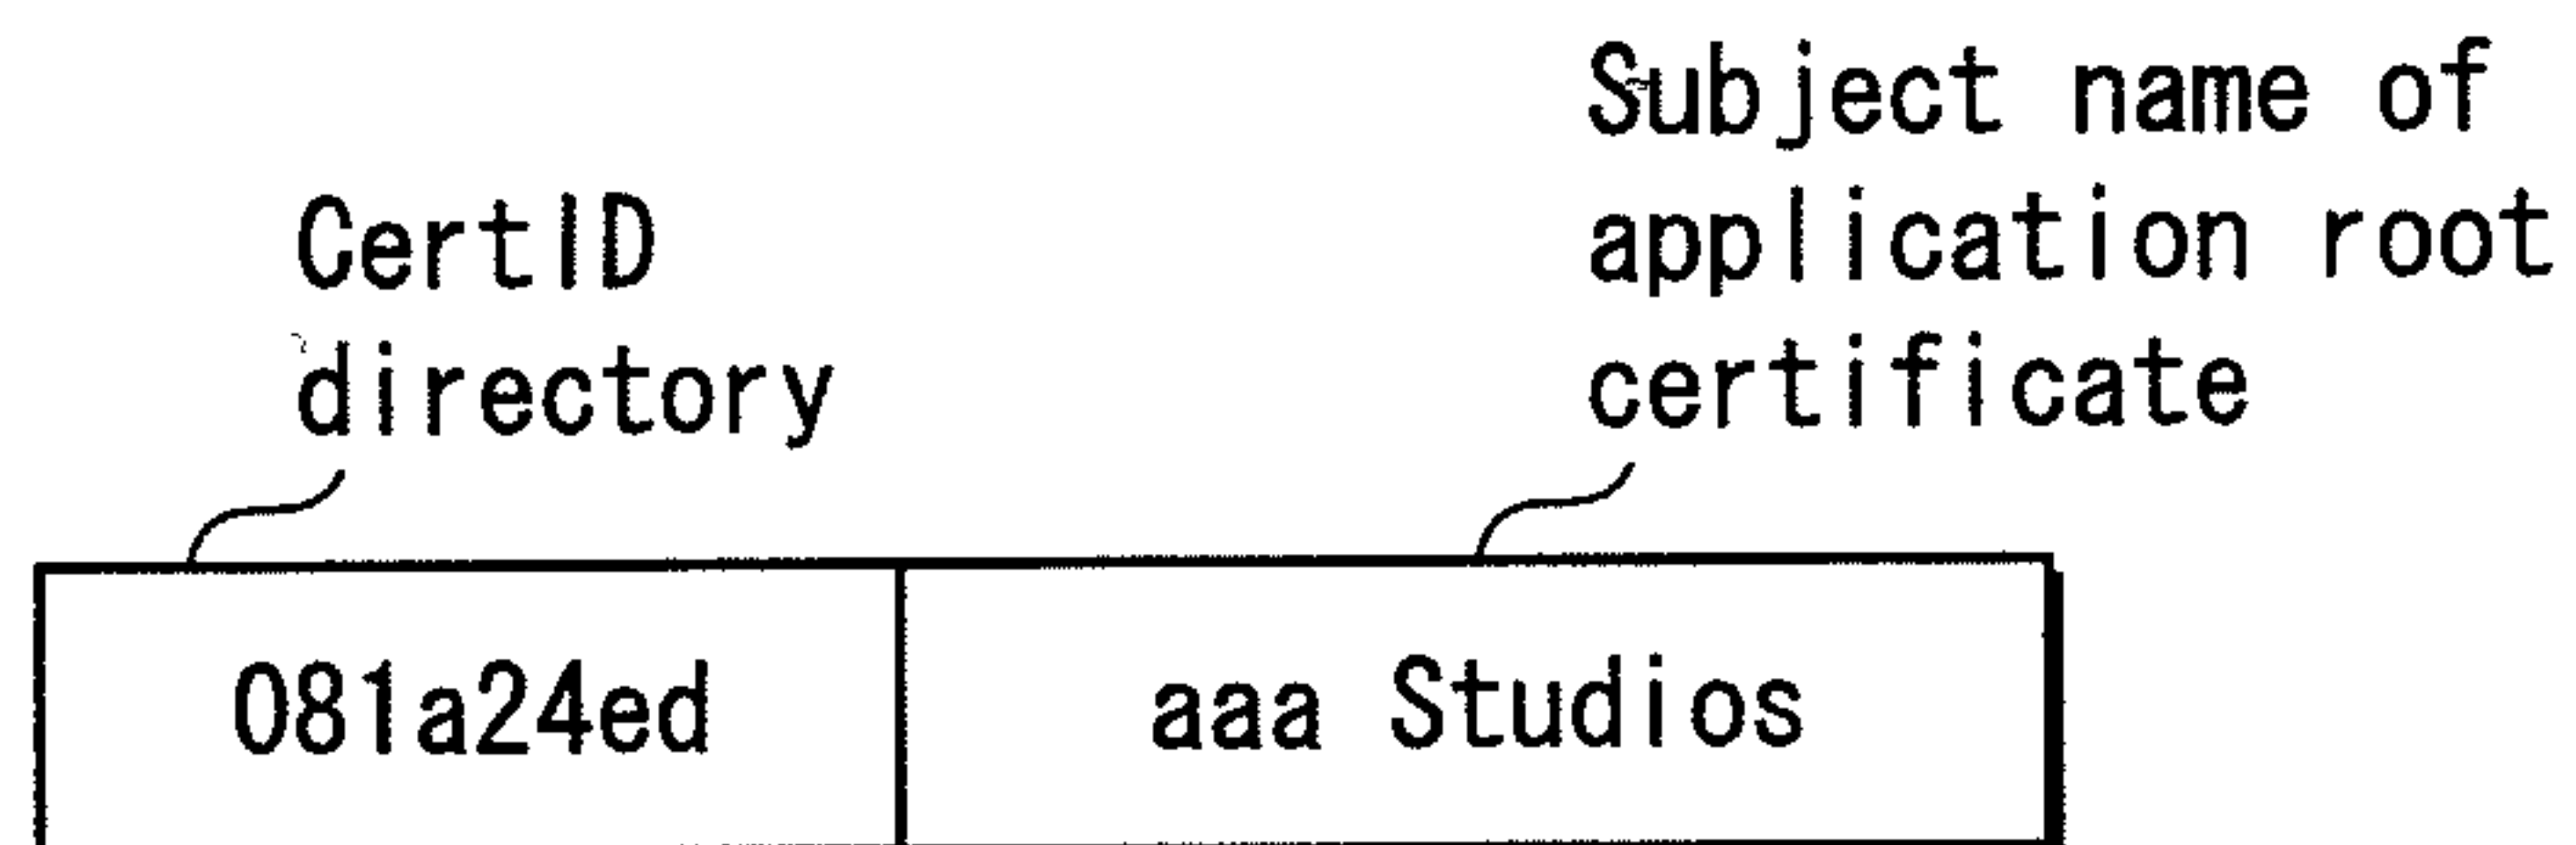 Subject name of
application root
certificate
CertID
directory
081a24ed
aaa Studios